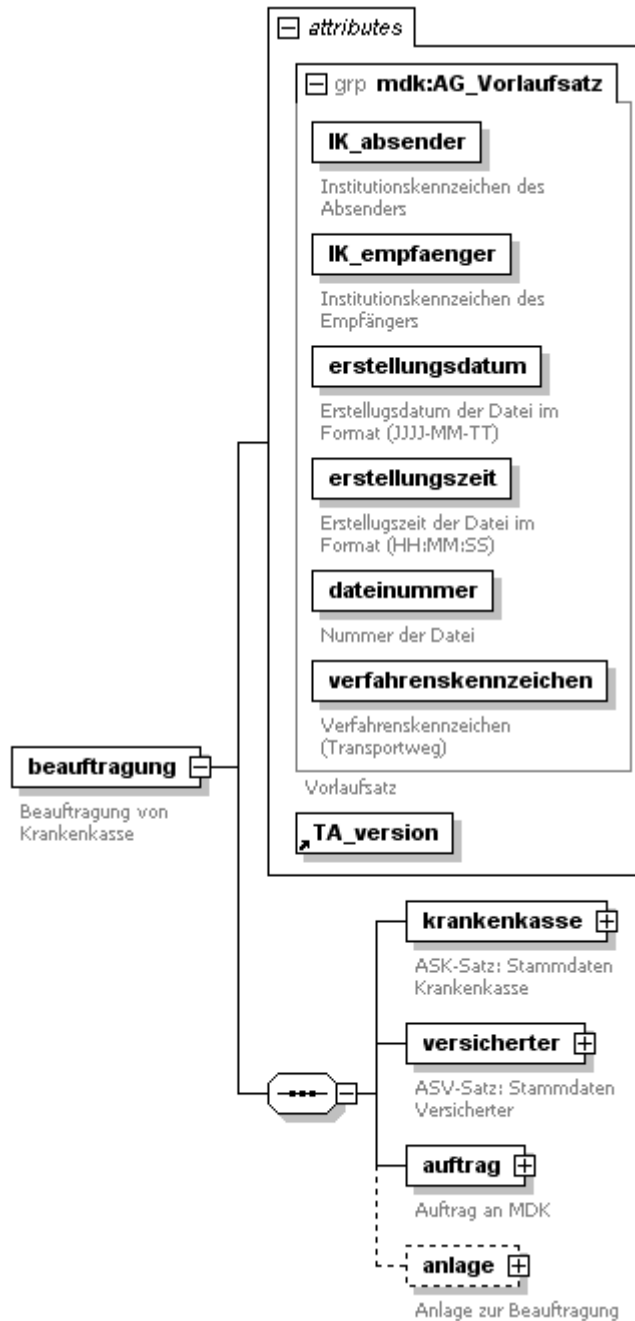 attributes
grp mdk:AG_Vorlaufsatz
IK_absender
Institutionskennzeichen des
Absenders
IK_empfaenger
Institutionskennzeichen des
Empfängers
erstellungsdatum
Erstellugsdatum der Datei im
Format (JJJJ-MM-TT)
erstellungszeit
Erstellugszeit der Datei im
Format (HH:MM:SS)
dateinummer
Nummer der Datei
verfahrenskennzeichen
Verfahrenskennzeichen
(Transportweg)
Vorlaufsatz
TA_version
beauftragung
Beauftragung von
Krankenkasse
krankenkasse
ASK-Satz: Stammdaten
Krankenkasse
versicherter
ASV-Satz: Stammdaten
Versicherter
auftrag
Auftrag an MDK
anlage
Anlage zur Beauftragung